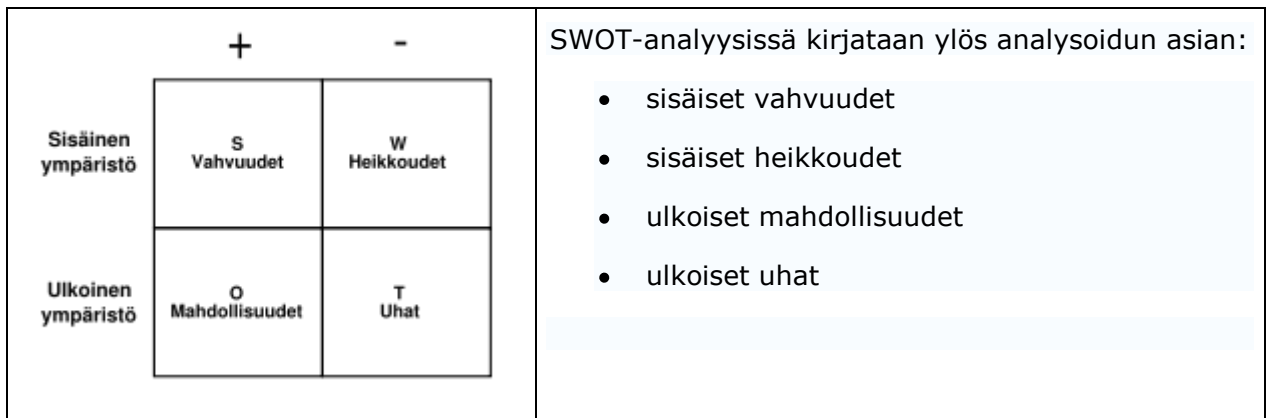 + -
Sisäinen
ympäristö
S
Vahvuudet
W
Heikkoudet
Ulkoinen
ympäristö
O
Mahdollisuudet
T
Uhat
SWOT-analyysissä kirjataan ylös analysoidun asian:
• sisäiset vahvuudet
• sisäiset heikkoudet
• ulkoiset mahdollisuudet
• ulkoiset uhat